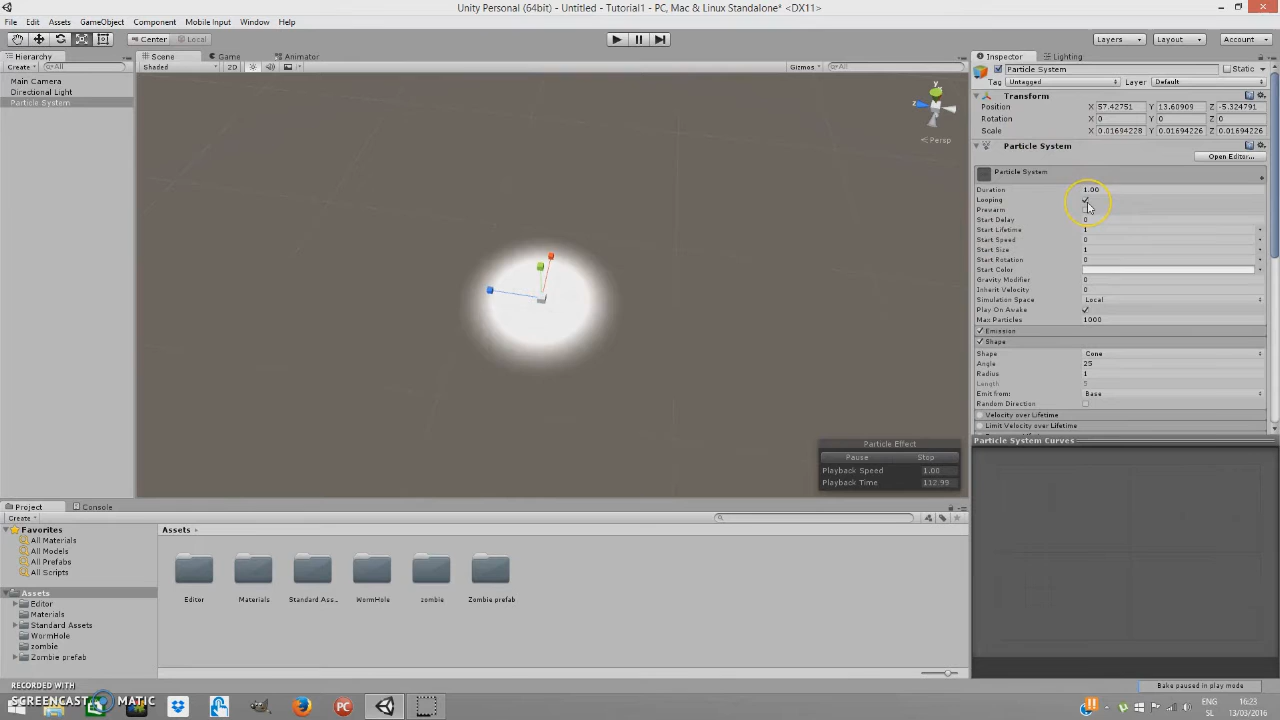 Unity Personal (64bit) - Untitled - Tutorial1 - PC, Mac & Linux Standalone* <DX11>
File Edit Assets GameObject Component Mobile Input Window Help
Center Local Layers Layout Account
Hierarchy Scene Game Animator Inspector Lighting
Create All Shaded 2D Gizmos All Particle System Static
Main Camera Tag Untagged Layer Default
Directional Light Transform
Particle System Position X 57.42751 Y 13.60909 Z -5.324791
Rotation X 0 Y 0 Z 0
Scale X 0.01694228 Y 0.01694226 Z 0.01694226
y
Persp
Particle System
Open Editor...
Particle System
Duration 1.00
Looping
Prewarm
Start Delay 0
Start Lifetime 1
Start Speed 0
Start Size 1
Start Rotation 0
Start Color
Gravity Modifier 0
Inherit Velocity 0
Simulation Space Local
Play On Awake
Max Particles 1000
Emission
Shape
Shape Cone
Angle 25
Radius 1
Length 5
Emit from: Base
Random Direction
Velocity over Lifetime
Limit Velocity over Lifetime
Particle System Curves
Particle Effect
Pause Stop
Playback Speed 1.00
Playback Time 112.99
Project Console
Create
Favorites
All Materials
All Models
All Prefabs
All Scripts
Assets
Editor
Materials
Standard Assets
WormHole
zombie
Zombie prefab
Assets
Editor Materials Standard Ass... WormHole zombie Zombie prefab
Bake paused in play mode
RECORDED WITH
SCREENCAST MATIC
PC
ENG
SL
16:23
13/03/2016